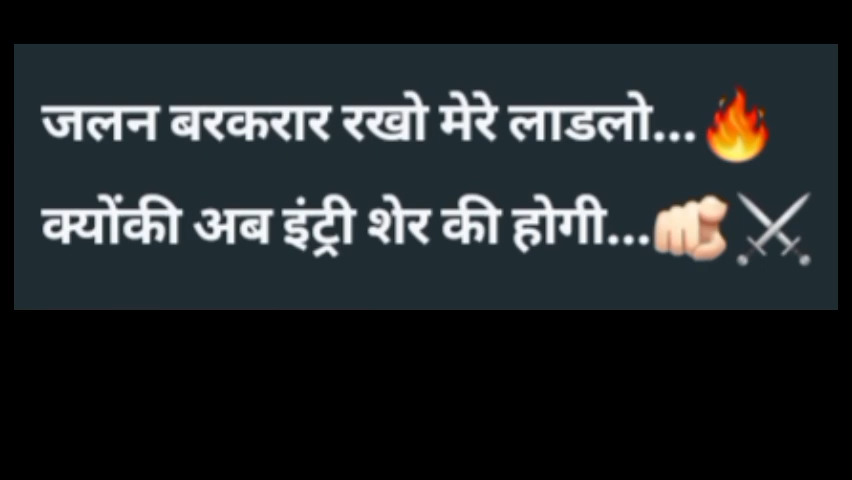 जलन बरकरार रखो मेरे लाडलो...🔥
क्योंकी अब इंट्री शेर की होगी...🫵🏻⚔️